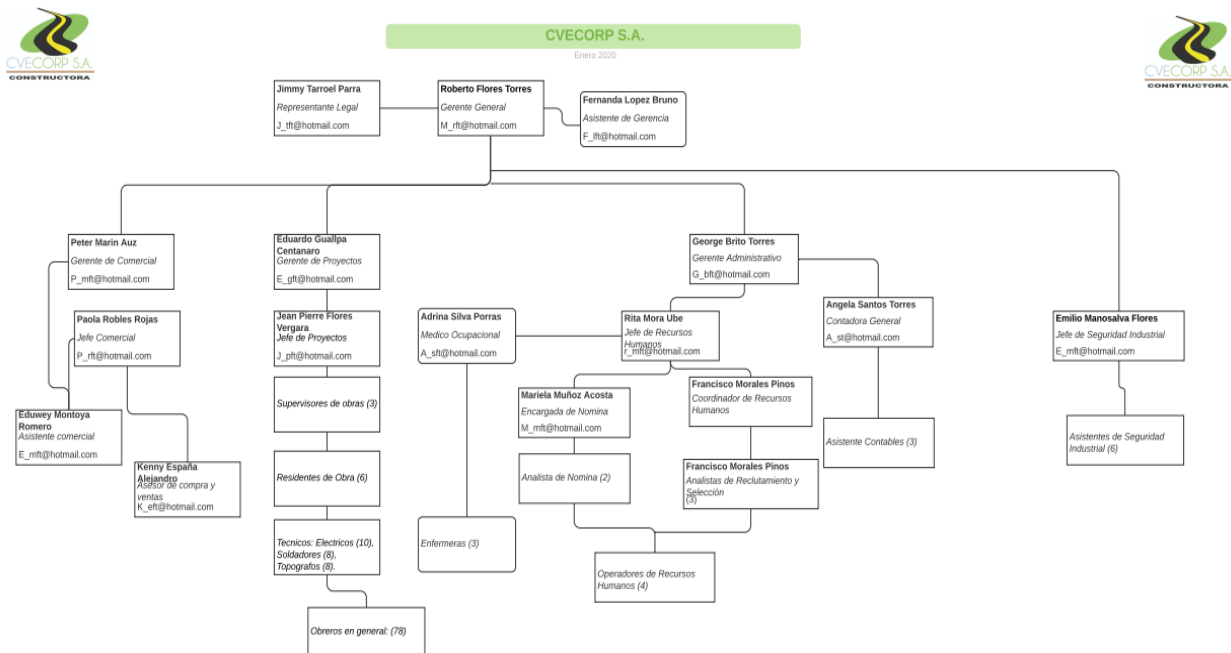 CVECORP S.A.
CONSTRUCTORA
CVECORP S.A.
Enero 2020
CVECORP S.A.
CONSTRUCTORA
Jimmy Tarroel Parra
Representante Legal
J_tft@hotmail.com
Roberto Flores Torres
Gerente General
M_rft@hotmail.com
Fernanda Lopez Bruno
Asistente de Gerencia
F_lft@hotmail.com
Peter Marin Auz
Gerente de Comercial
P_mft@hotmail.com
Eduardo Guallpa
Centanaro
Gerente de Proyectos
E_gft@hotmail.com
George Brito Torres
Gerente Administrativo
G_bft@hotmail.com
Paola Robles Rojas
Jefe Comercial
P_rft@hotmail.com
Jean Pierre Flores
Vergara
Jefe de Proyectos
J_pft@hotmail.com
Adrina Silva Porras
Medico Ocupacional
A_sft@hotmail.com
Rita Mora Ube
Jefe de Recursos
Humanos
r_mft@hotmail.com
Angela Santos Torres
Contadora General
A_st@hotmail.com
Emilio Manosalva Flores
Jefe de Seguridad Industrial
E_mft@hotmail.com
Eduwey Montoya
Romero
Asistente comercial
E_mft@hotmail.com
Supervisores de obras (3)
Mariela Muñoz Acosta
Encargada de Nomina
M_mft@hotmail.com
Francisco Morales Pinos
Coordinador de Recursos
Humanos
Asistente Contables (3)
Asistentes de Seguridad
Industrial (6)
Kenny España
Alejandro
Asesor de compra y
ventas
K_eft@hotmail.com
Residentes de Obra (6)
Analista de Nomina (2)
Francisco Morales Pinos
Analistas de Reclutamiento y
Selección
(3)
Tecnicos: Electricos (10),
Soldadores (8),
Topografos (8).
Enfermeras (3)
Operadores de Recursos
Humanos (4)
Obreros en general: (78)